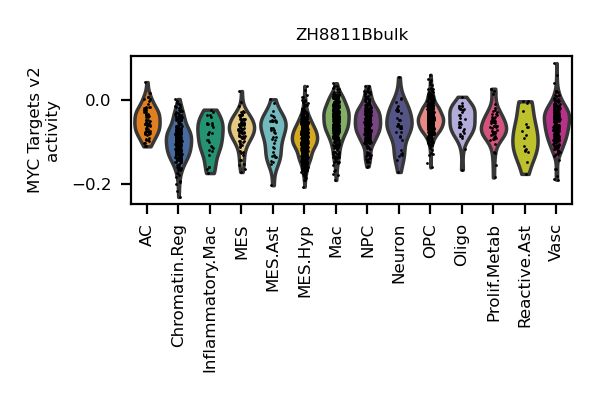 ZH8811Bbulk
MYC Targets v2
activity
0.0
−0.2
AC
Chromatin.Reg
Inflammatory.Mac
MES
MES.Ast
MES.Hyp
Mac
NPC
Neuron
OPC
Oligo
Prolif.Metab
Reactive.Ast
Vasc